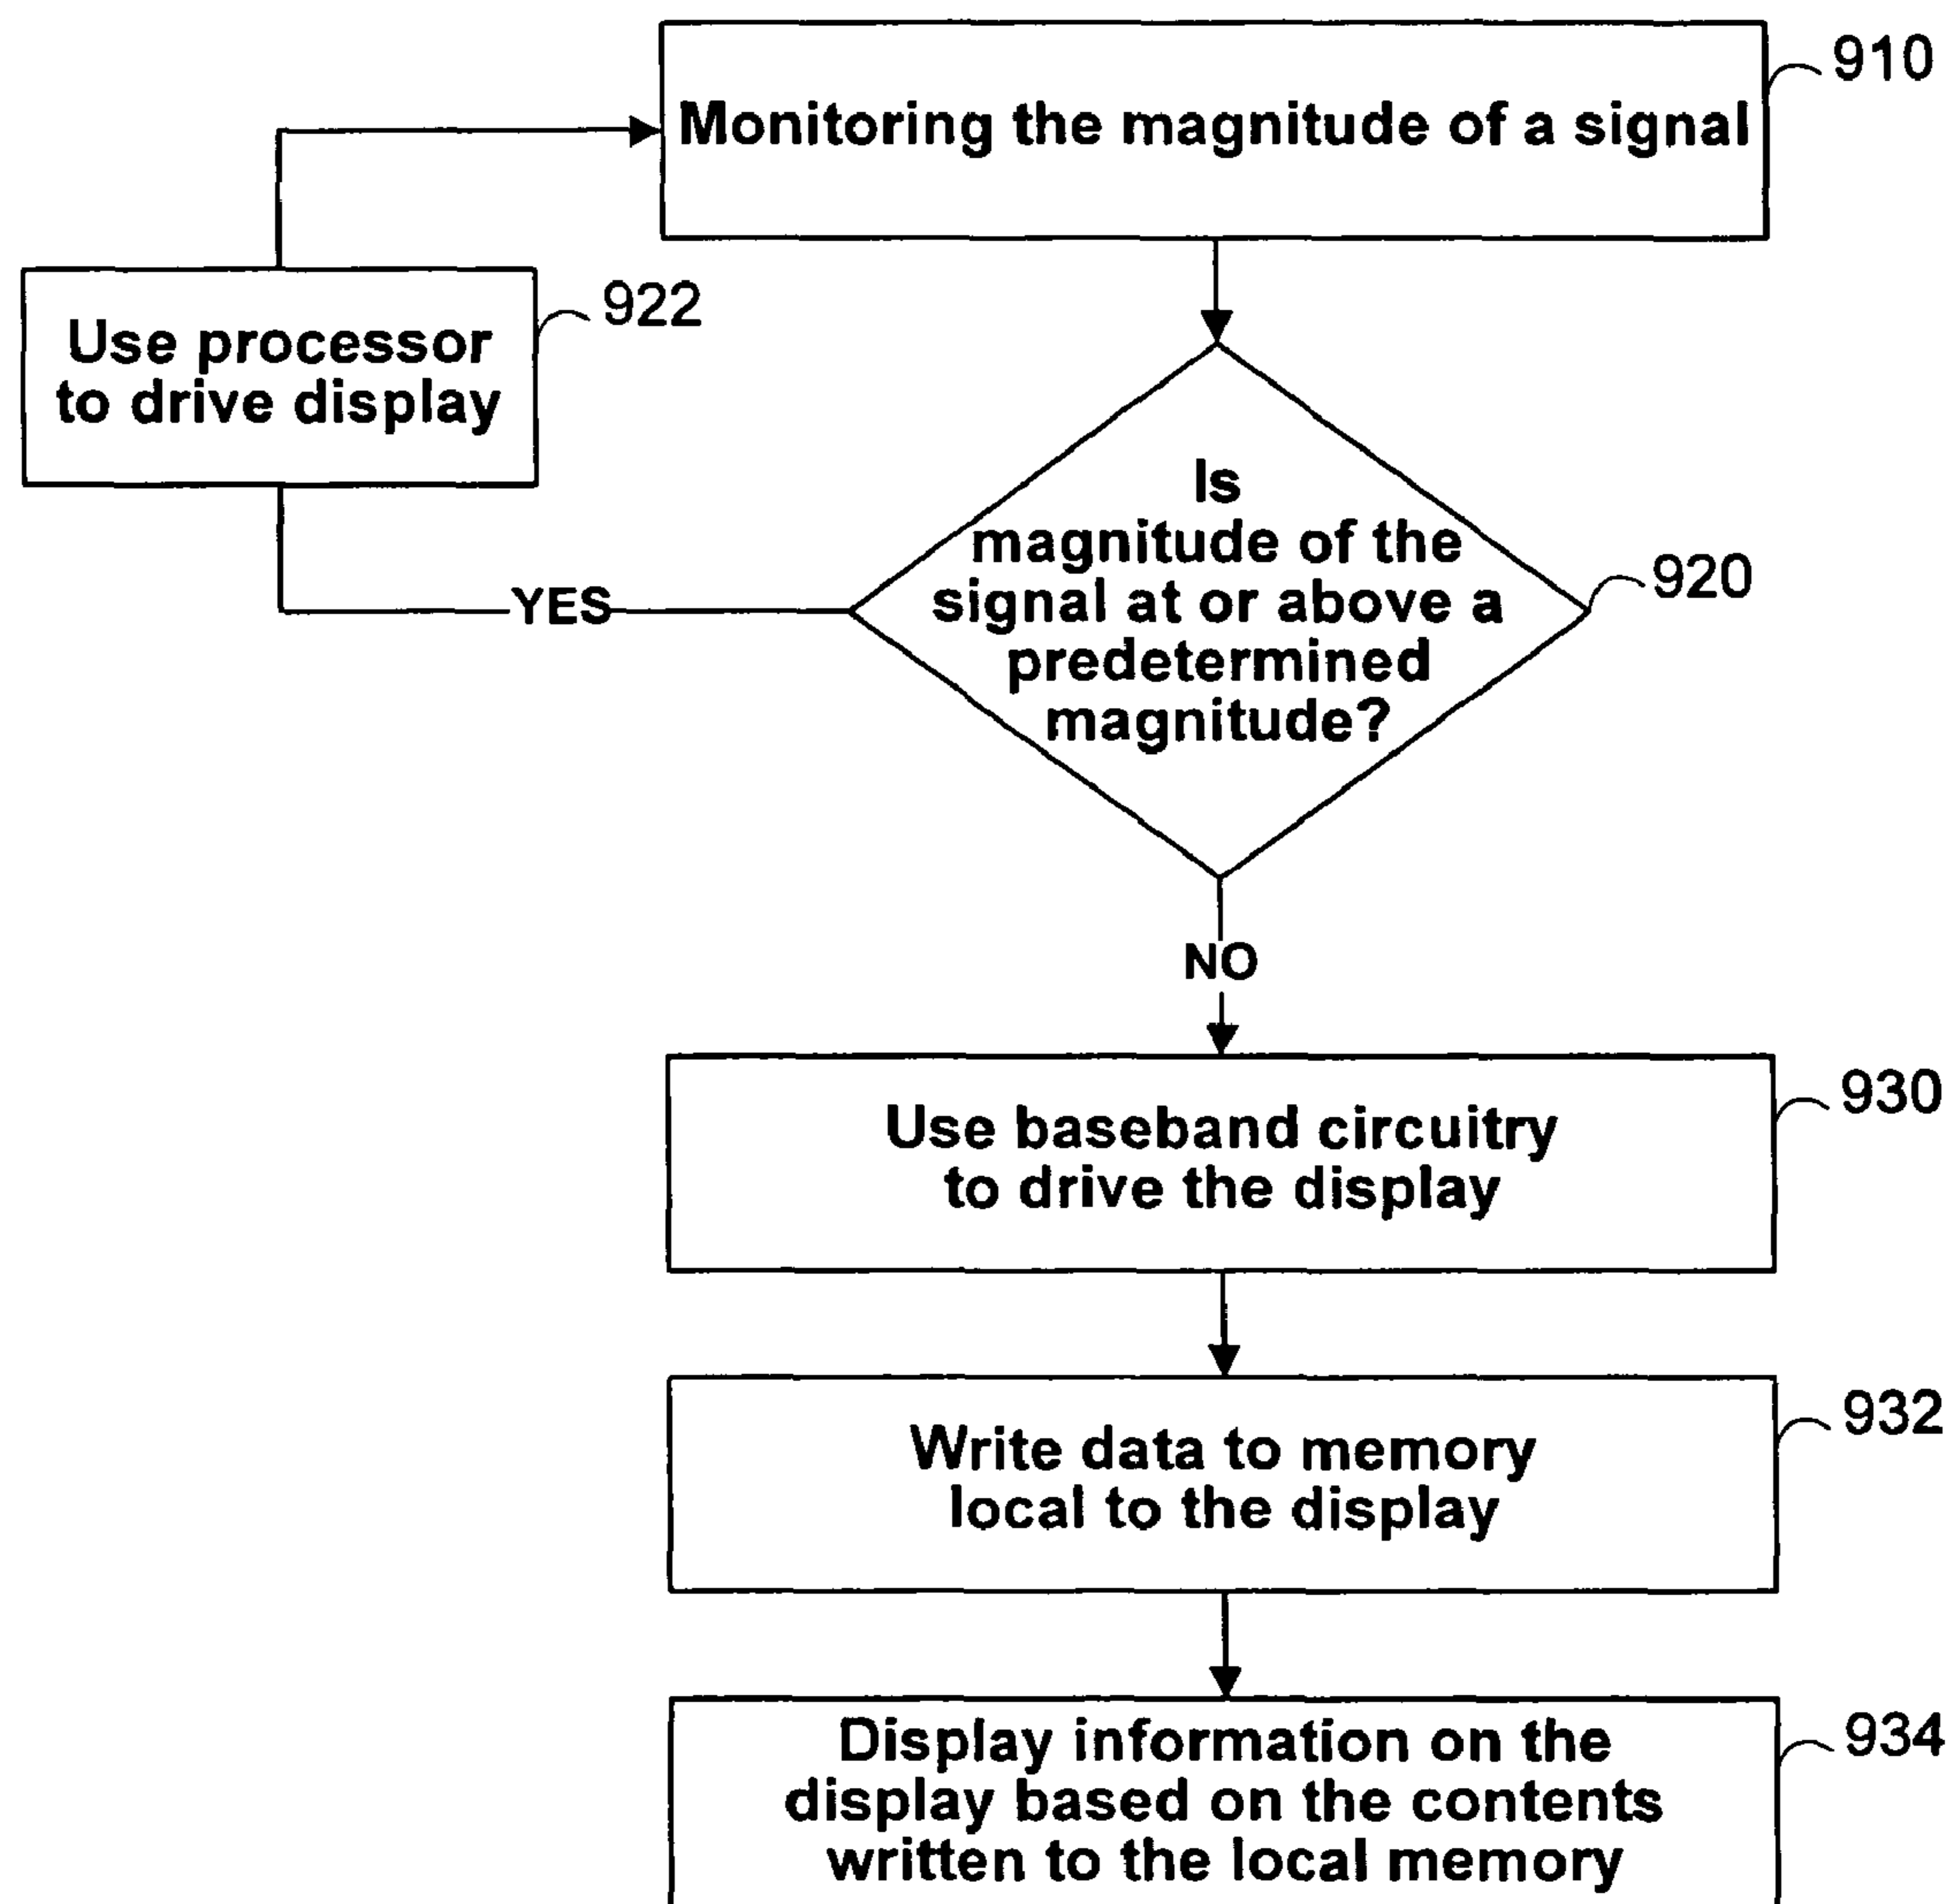 Monitoring the magnitude of a signal
910
Use processor
to drive display
922
Is
magnitude of the
signal at or above a
predetermined
magnitude?
920
YES
NO
Use baseband circuitry
to drive the display
930
Write data to memory
local to the display
932
Display information on the
display based on the contents
written to the local memory
934